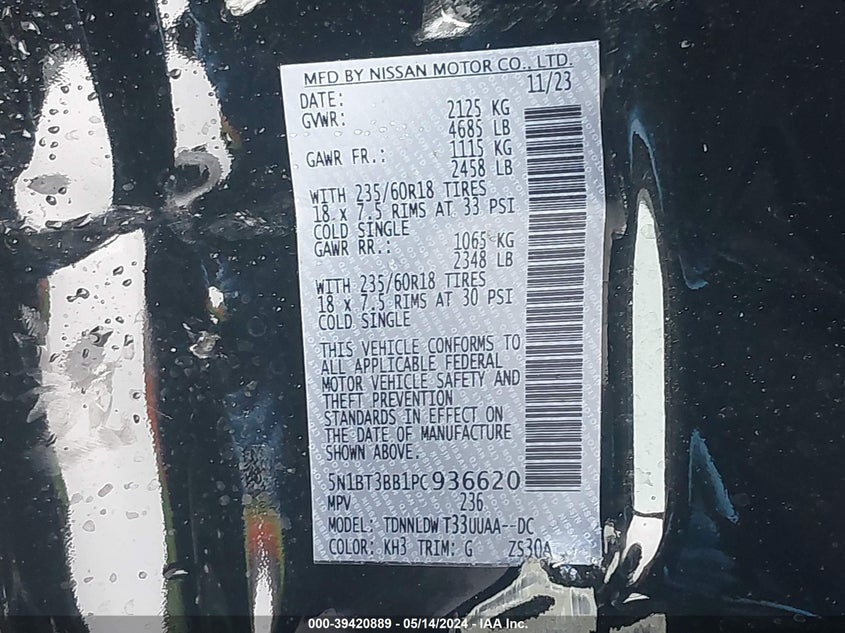 MFD BY NISSAN MOTOR CO., LTD.
DATE: 11/23
GVWR: 2125 KG
4685 LB
GAWR FR.: 1115 KG
2458 LB
WITH 235/60R18 TIRES
18 x 7.5 RIMS AT 33 PSI
COLD SINGLE
GAWR RR.: 1065 KG
2348 LB
WITH 235/60R18 TIRES
18 x 7.5 RIMS AT 30 PSI
COLD SINGLE
THIS VEHICLE CONFORMS TO
ALL APPLICABLE FEDERAL
MOTOR VEHICLE SAFETY AND
THEFT PREVENTION
STANDARDS IN EFFECT ON
THE DATE OF MANUFACTURE
SHOWN ABOVE.
5N1BT3BB1PC936620
MPV 236
MODEL: TDNNLDW T33UUAA--DC
COLOR: KH3 TRIM: G ZS30A
000-39420889 - 05/14/2024 - IAA Inc.